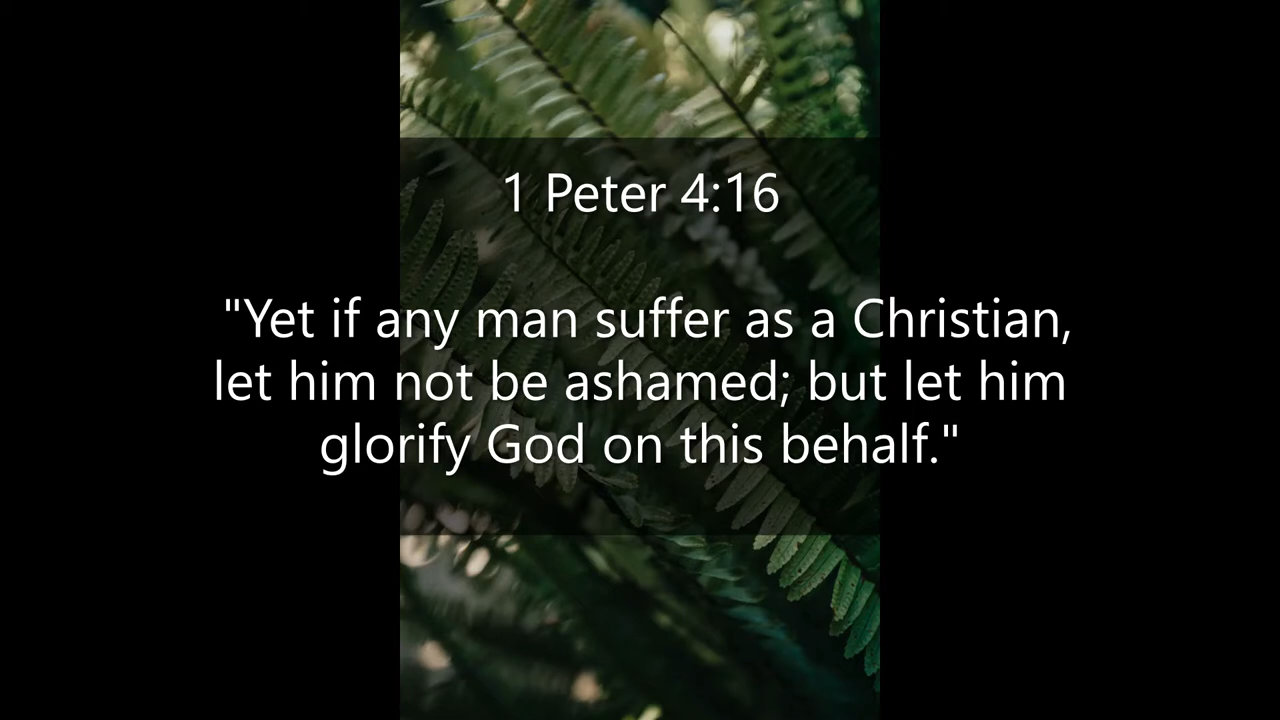 1 Peter 4:16
"Yet if any man suffer as a Christian,
let him not be ashamed; but let him
glorify God on this behalf."